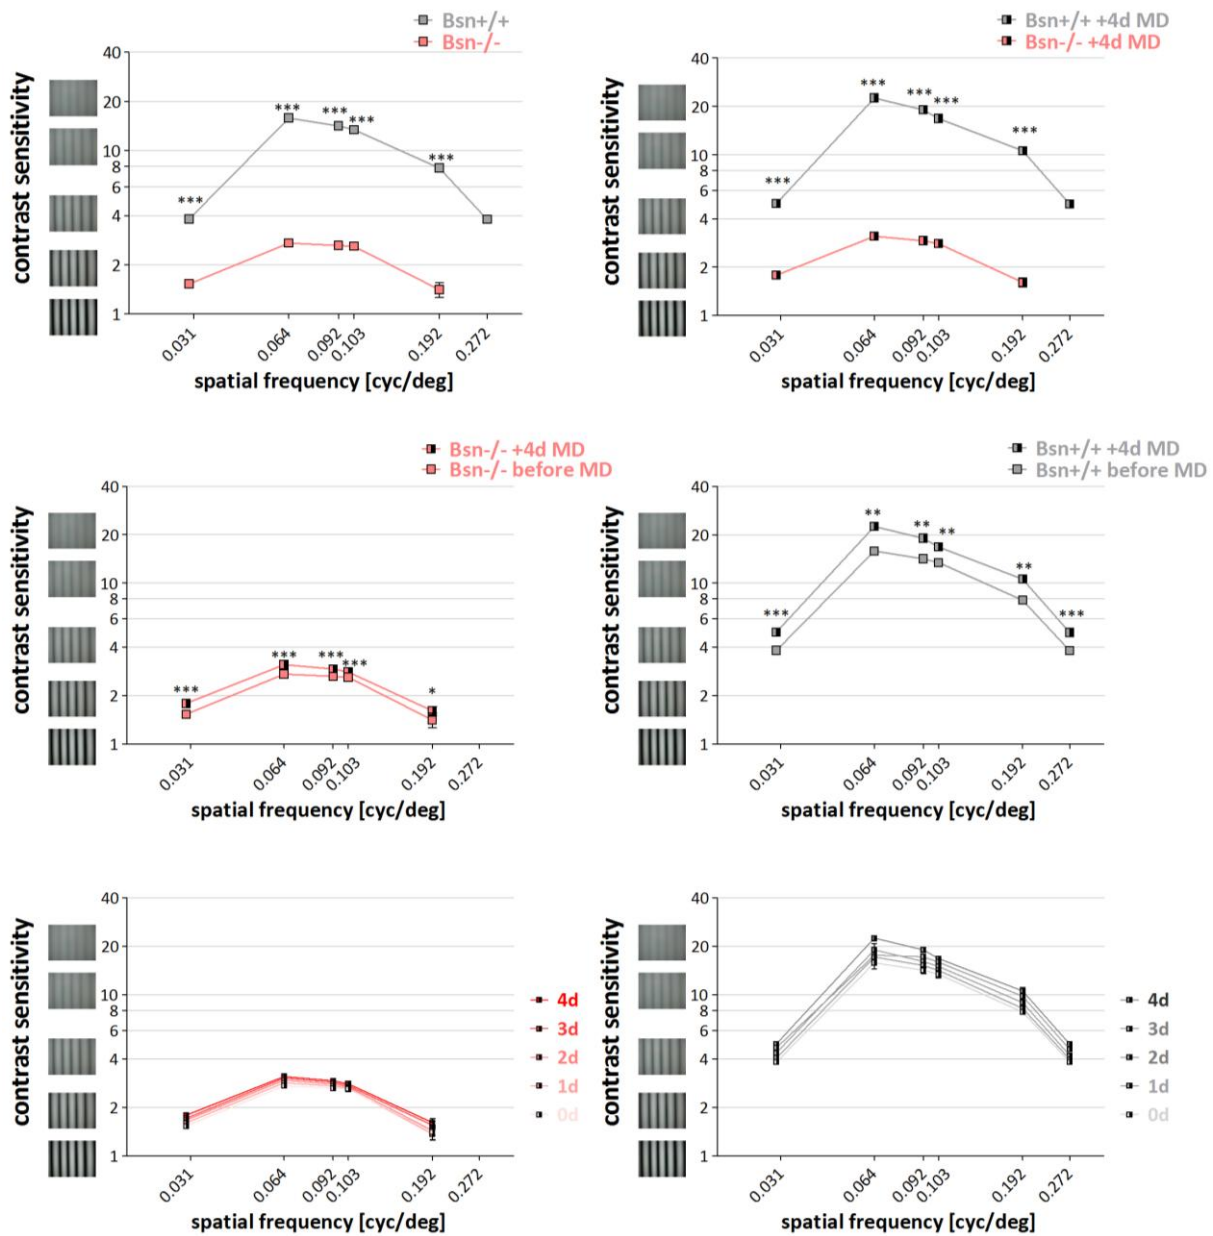 Bsn+/+
Bsn-/-
contrast sensitivity
40
20
10
8
6
4
2
1
*** *** *** *** ***
0.031 0.064 0.092 0.103 0.192 0.272
spatial frequency [cyc/deg]
Bsn+/+ +4d MD
Bsn-/- +4d MD
contrast sensitivity
40
20
10
8
6
4
2
1
*** *** *** *** ***
0.031 0.064 0.092 0.103 0.192 0.272
spatial frequency [cyc/deg]
Bsn-/- +4d MD
Bsn-/- before MD
contrast sensitivity
40
20
10
8
6
4
2
1
*** *** *** *** *
0.031 0.064 0.092 0.103 0.192 0.272
spatial frequency [cyc/deg]
Bsn+/+ +4d MD
Bsn+/+ before MD
contrast sensitivity
40
20
10
8
6
4
2
1
*** ** ** ** ** ***
0.031 0.064 0.092 0.103 0.192 0.272
spatial frequency [cyc/deg]
contrast sensitivity
40
20
10
8
6
4
2
1
4d
3d
2d
1d
0d
0.031 0.064 0.092 0.103 0.192 0.272
spatial frequency [cyc/deg]
contrast sensitivity
40
20
10
8
6
4
2
1
4d
3d
2d
1d
0d
0.031 0.064 0.092 0.103 0.192 0.272
spatial frequency [cyc/deg]